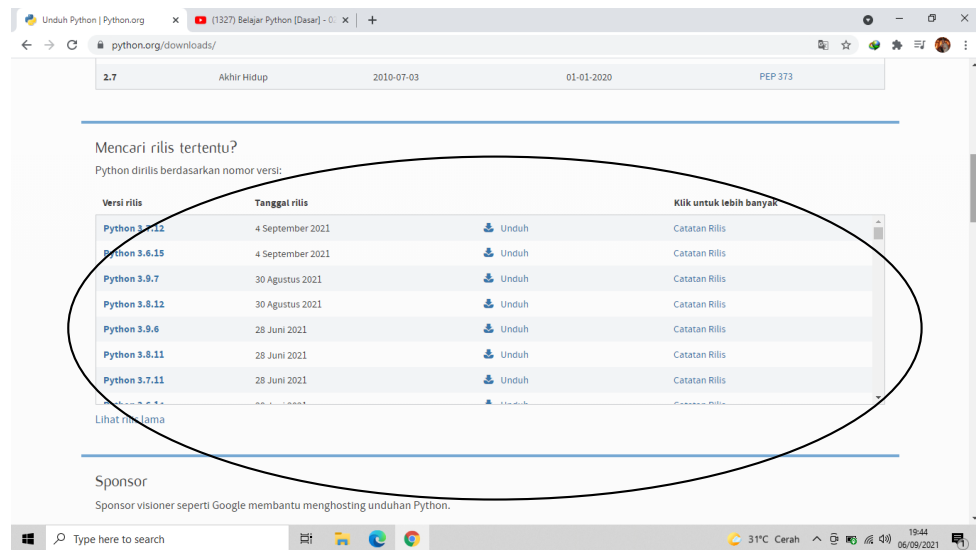 Unduh Python | Python.org
(1327) Belajar Python [Dasar] - 0
python.org/downloads/
2.7 Akhir Hidup 2010-07-03 01-01-2020 PEP 373
Mencari rilis tertentu?
Python dirilis berdasarkan nomor versi:
Versi rilis Tanggal rilis Klik untuk lebih banyak
Python 3.7.12 4 September 2021 Unduh Catatan Rilis
Python 3.6.15 4 September 2021 Unduh Catatan Rilis
Python 3.9.7 30 Agustus 2021 Unduh Catatan Rilis
Python 3.8.12 30 Agustus 2021 Unduh Catatan Rilis
Python 3.9.6 28 Juni 2021 Unduh Catatan Rilis
Python 3.8.11 28 Juni 2021 Unduh Catatan Rilis
Python 3.7.11 28 Juni 2021 Unduh Catatan Rilis
Lihat rilis lama
Sponsor
Sponsor visioner seperti Google membantu menghosting unduhan Python.
Type here to search
31°C Cerah
19:44
06/09/2021